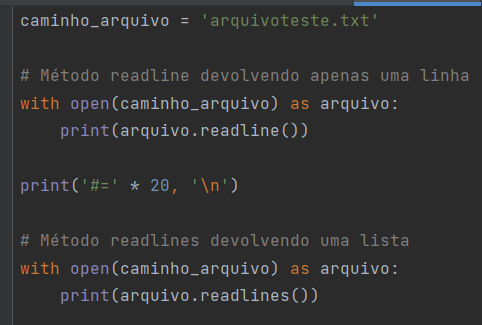 caminho_arquivo = 'arquivoteste.txt'
# Método readline devolvendo apenas uma linha
with open(caminho_arquivo) as arquivo:
    print(arquivo.readline())
print('#=' * 20, '\n')
# Método readlines devolvendo uma lista
with open(caminho_arquivo) as arquivo:
    print(arquivo.readlines())